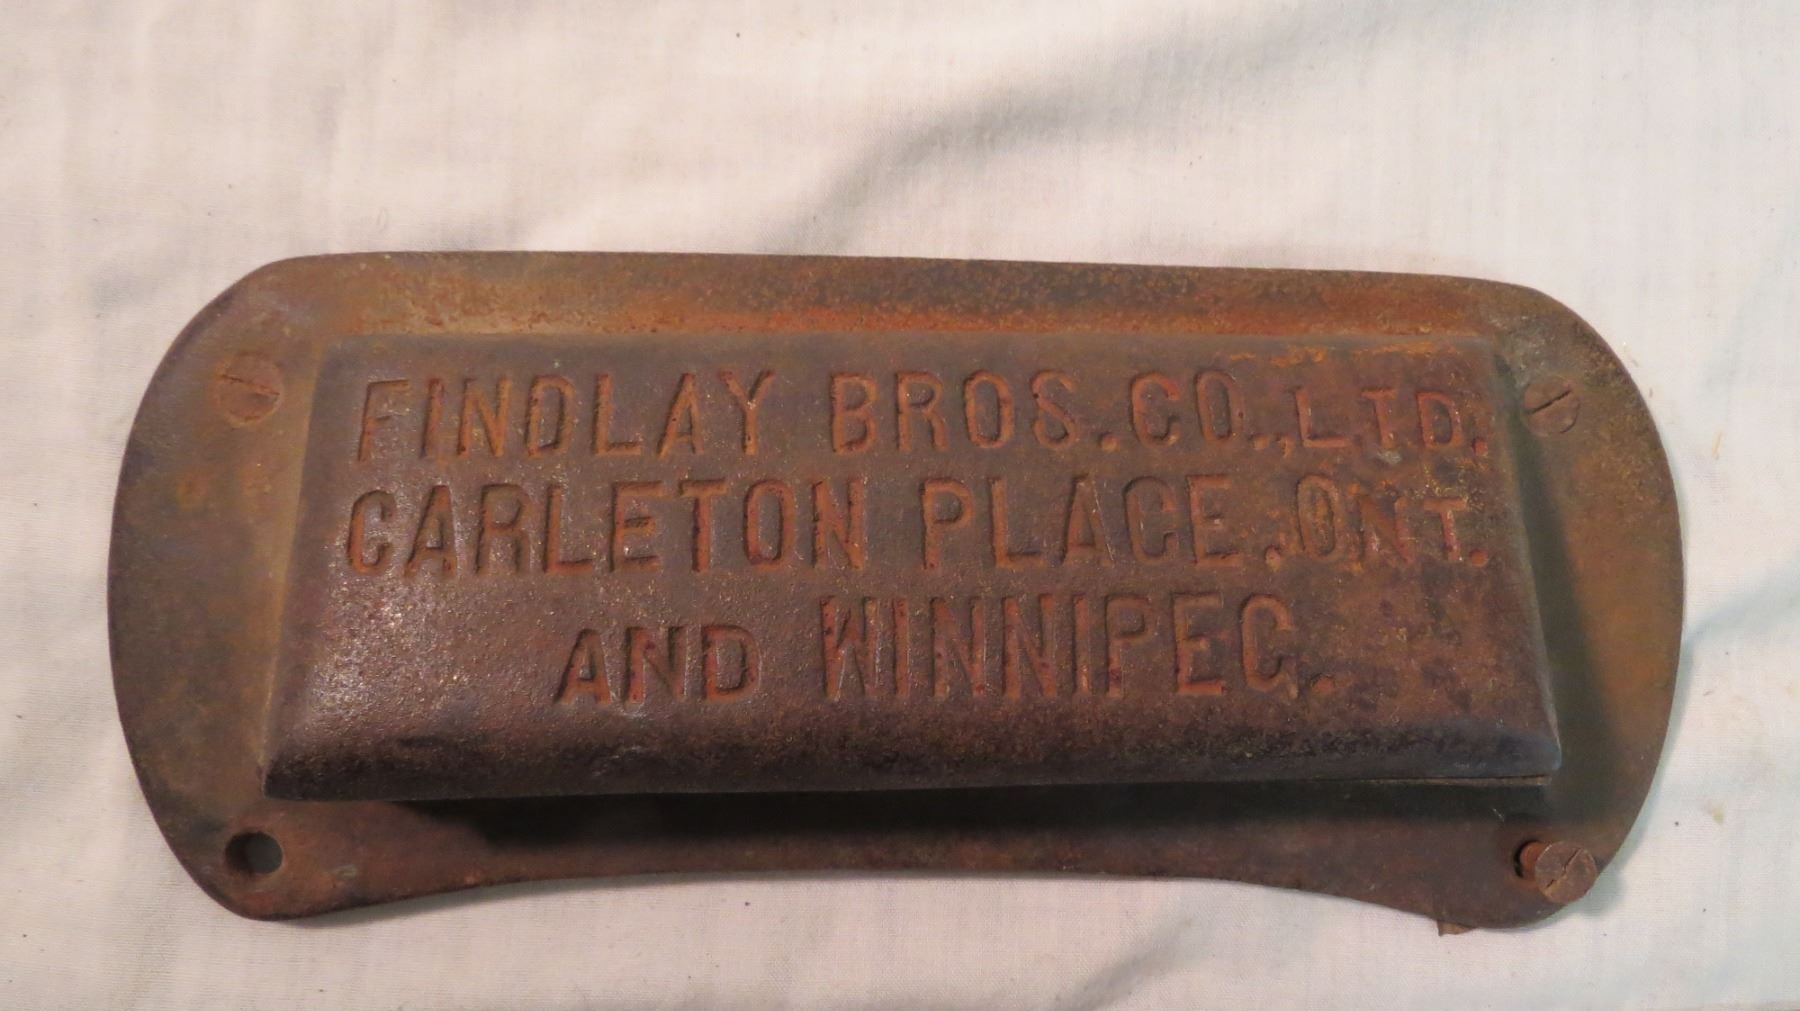 FINDLAY BROS. CO., LTD.
CARLETON PLACE, ONT.
AND WINNIPEG.